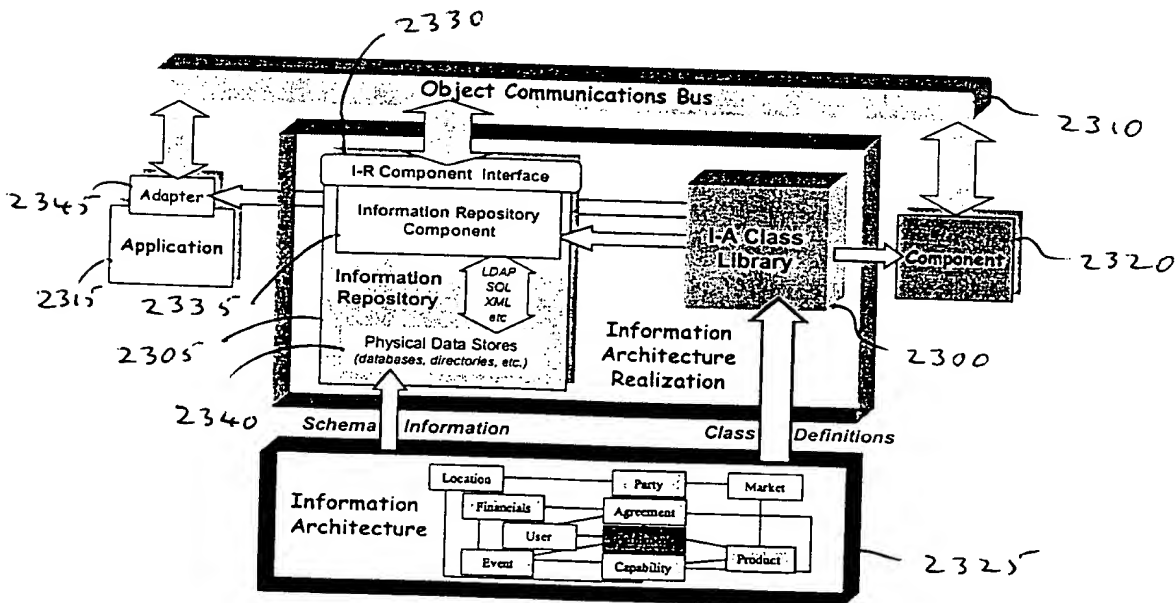 2330
Object Communications Bus
2310
I-R Component Interface
Adapter
2345
Information Repository
Component
I-A Class
Library
Application
Component
2320
2315
2335
LDAP
SQL
XML
etc
Information
Repository
2305
Physical Data Stores
(databases, directories, etc.)
Information
Architecture
Realization
2300
2340
Schema Information
Class Definitions
Information
Architecture
Location
Party
Market
Financials
Agreement
User
Event
Capability
Product
2325